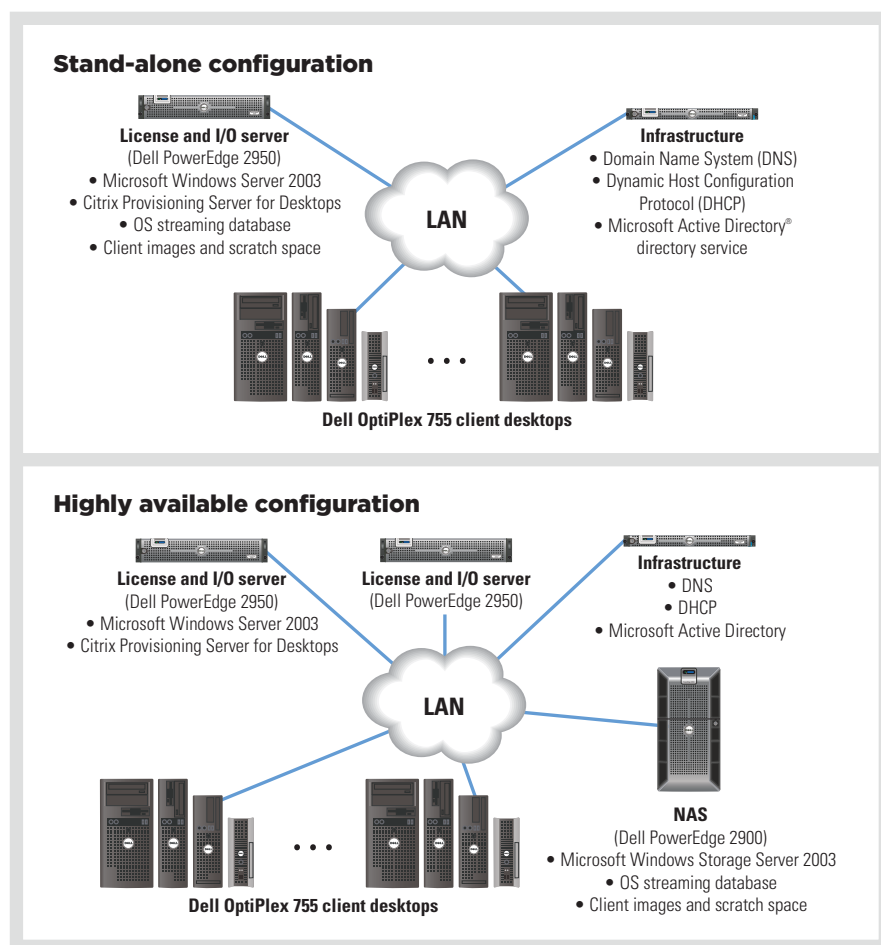 Stand-alone configuration
License and I/O server
(Dell PowerEdge 2950)
• Microsoft Windows Server 2003
• Citrix Provisioning Server for Desktops
• OS streaming database
• Client images and scratch space
Infrastructure
• Domain Name System (DNS)
• Dynamic Host Configuration
Protocol (DHCP)
• Microsoft Active Directory®
directory service
LAN
• • •
Dell OptiPlex 755 client desktops
Highly available configuration
License and I/O server
(Dell PowerEdge 2950)
• Microsoft Windows Server 2003
• Citrix Provisioning Server for Desktops
License and I/O server
(Dell PowerEdge 2950)
Infrastructure
• DNS
• DHCP
• Microsoft Active Directory
LAN
NAS
(Dell PowerEdge 2900)
• Microsoft Windows Storage Server 2003
• OS streaming database
• Client images and scratch space
• • •
Dell OptiPlex 755 client desktops